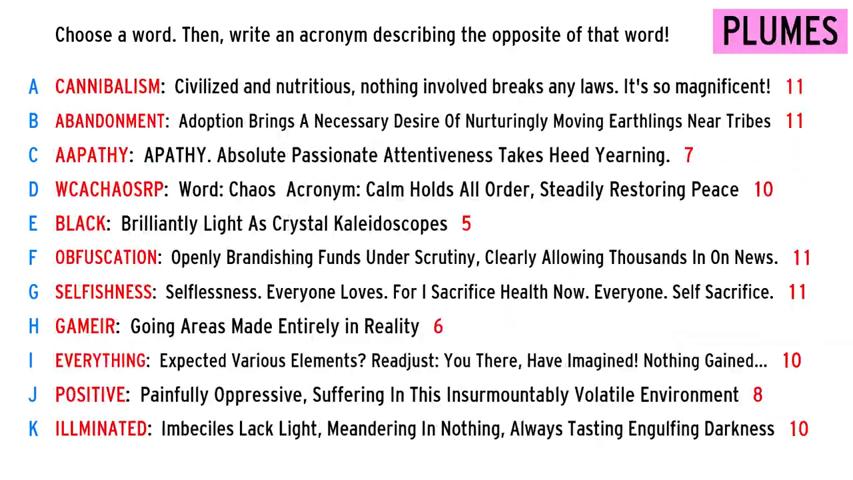 Choose a word. Then, write an acronym describing the opposite of that word!
PLUMES
A CANNIBALISM: Civilized and nutritious, nothing involved breaks any laws. It's so magnificent! 11
B ABANDONMENT: Adoption Brings A Necessary Desire Of Nurturingly Moving Earthlings Near Tribes 11
C AAPATHY: APATHY. Absolute Passionate Attentiveness Takes Heed Yearning. 7
D WCACHAOSRP: Word: Chaos Acronym: Calm Holds All Order, Steadily Restoring Peace 10
E BLACK: Brilliantly Light As Crystal Kaleidoscopes 5
F OBFUSCATION: Openly Brandishing Funds Under Scrutiny, Clearly Allowing Thousands In On News. 11
G SELFISHNESS: Selflessness. Everyone Loves. For I Sacrifice Health Now. Everyone. Self Sacrifice. 11
H GAMEIR: Going Areas Made Entirely in Reality 6
I EVERYTHING: Expected Various Elements? Readjust: You There, Have Imagined! Nothing Gained... 10
J POSITIVE: Painfully Oppressive, Suffering In This Insurmountably Volatile Environment 8
K ILLMINATED: Imbeciles Lack Light, Meandering In Nothing, Always Tasting Engulfing Darkness 10